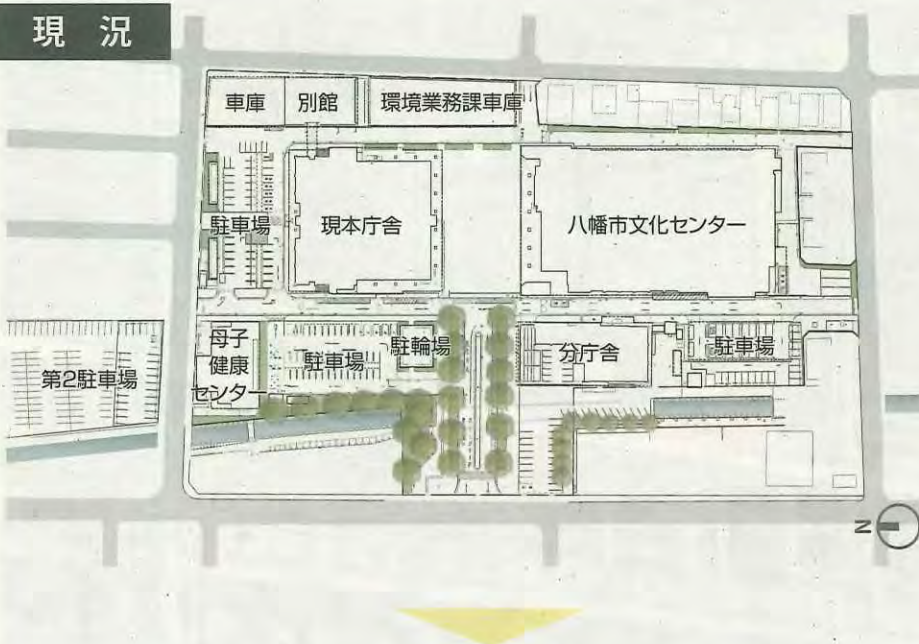 現況
車庫
別館
環境業務課車庫
駐車場
現本庁舎
八幡市文化センター
第2駐車場
母子
健康
センター
駐車場
駐輪場
分庁舎
駐車場
N